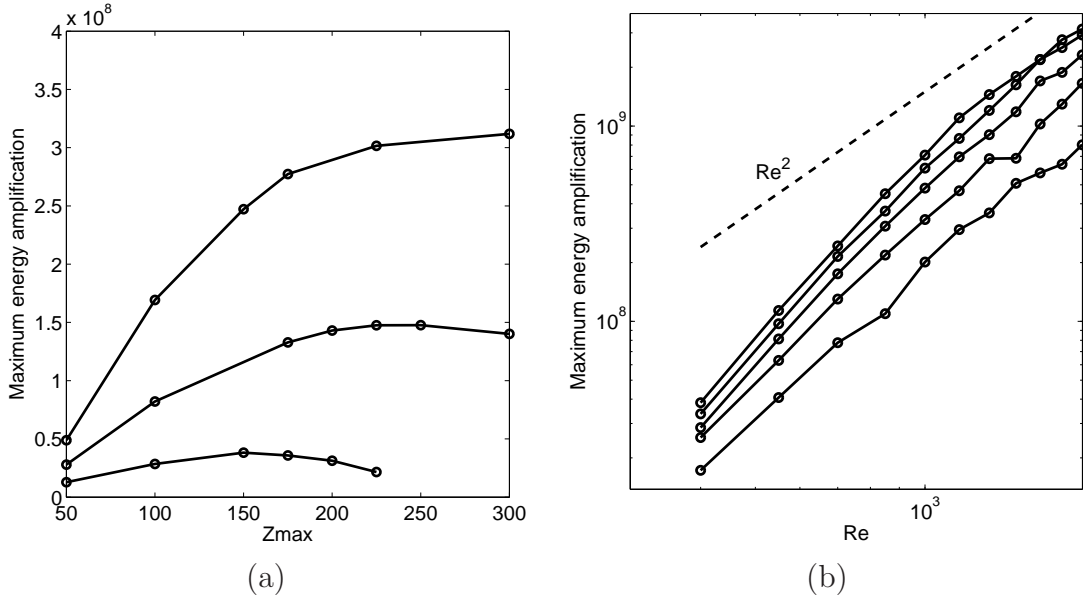 x 10^8
4
3.5
3
2.5
2
1.5
1
0.5
0
50 100 150 200 250 300
Zmax
Maximum energy amplification
(a)
10^9
10^8
10^3
Re
Maximum energy amplification
Re^2
(b)